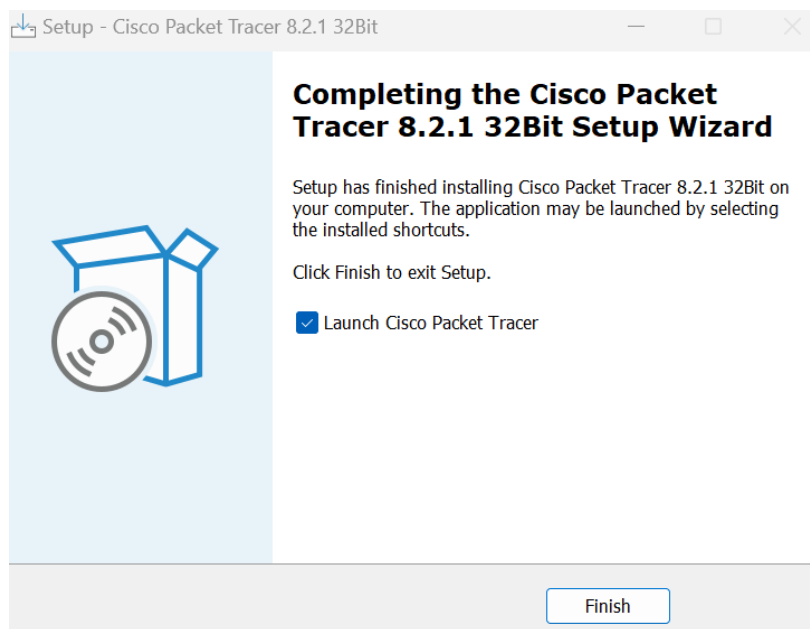 Setup - Cisco Packet Tracer 8.2.1 32Bit
Completing the Cisco Packet
Tracer 8.2.1 32Bit Setup Wizard
Setup has finished installing Cisco Packet Tracer 8.2.1 32Bit on
your computer. The application may be launched by selecting
the installed shortcuts.
Click Finish to exit Setup.
Launch Cisco Packet Tracer
Finish